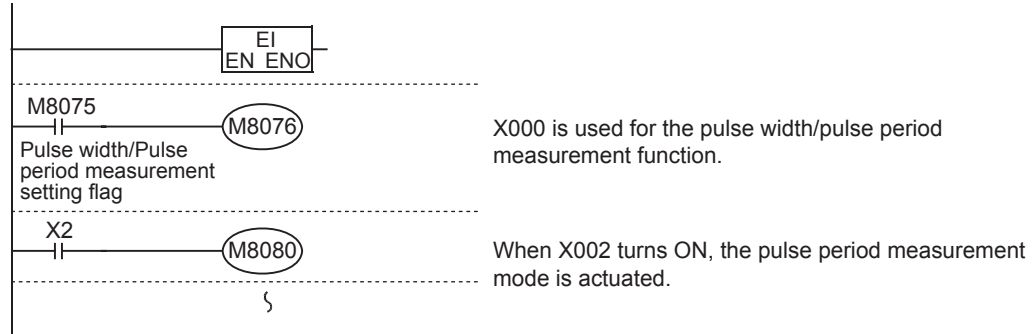 EI
EN ENO
M8075
M8076
Pulse width/Pulse
period measurement
setting flag
X000 is used for the pulse width/pulse period
measurement function.
X2
M8080
When X002 turns ON, the pulse period measurement
mode is actuated.